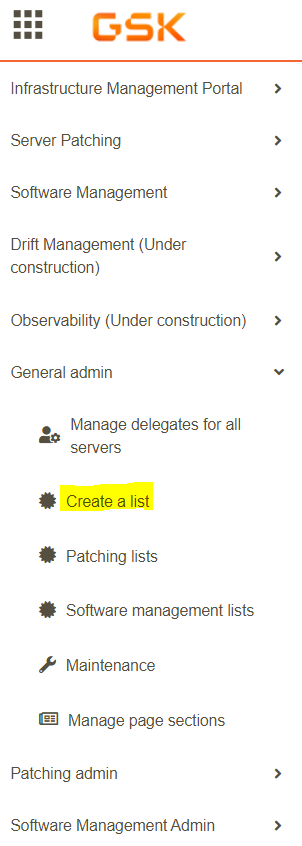 GSK
Infrastructure Management Portal
Server Patching
Software Management
Drift Management (Under
construction)
Observability (Under construction)
General admin
Manage delegates for all
servers
Create a list
Patching lists
Software management lists
Maintenance
Manage page sections
Patching admin
Software Management Admin